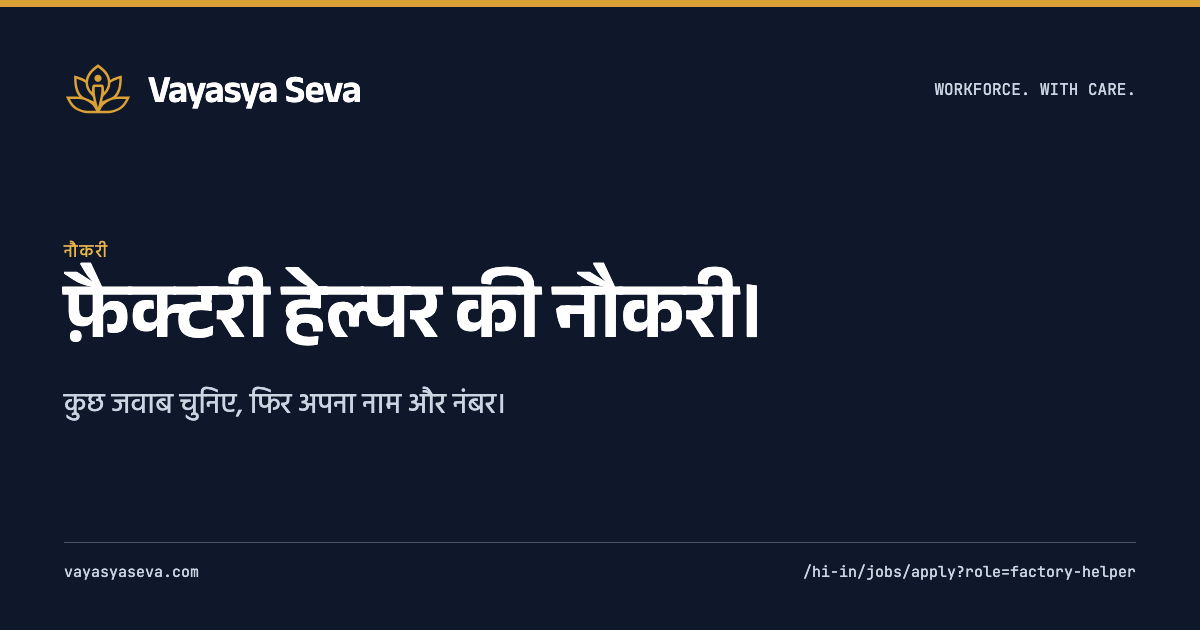 Vayasya Seva
WORKFORCE. WITH CARE.
नौकरी
फ़ैक्टरी हेल्पर की नौकरी।
कुछ जवाब चुनिए, फिर अपना नाम और नंबर।
vayasyaseva.com
/hi-in/jobs/apply?role=factory-helper